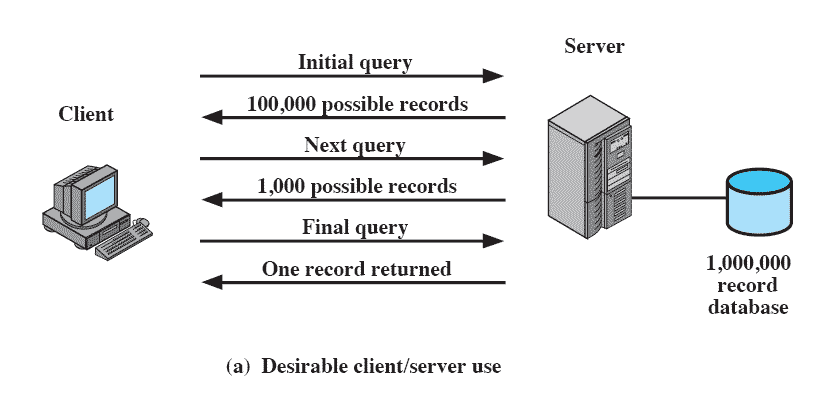 Server
Client
Initial query
100,000 possible records
Next query
1,000 possible records
Final query
One record returned
1,000,000
record
database
(a) Desirable client/server use